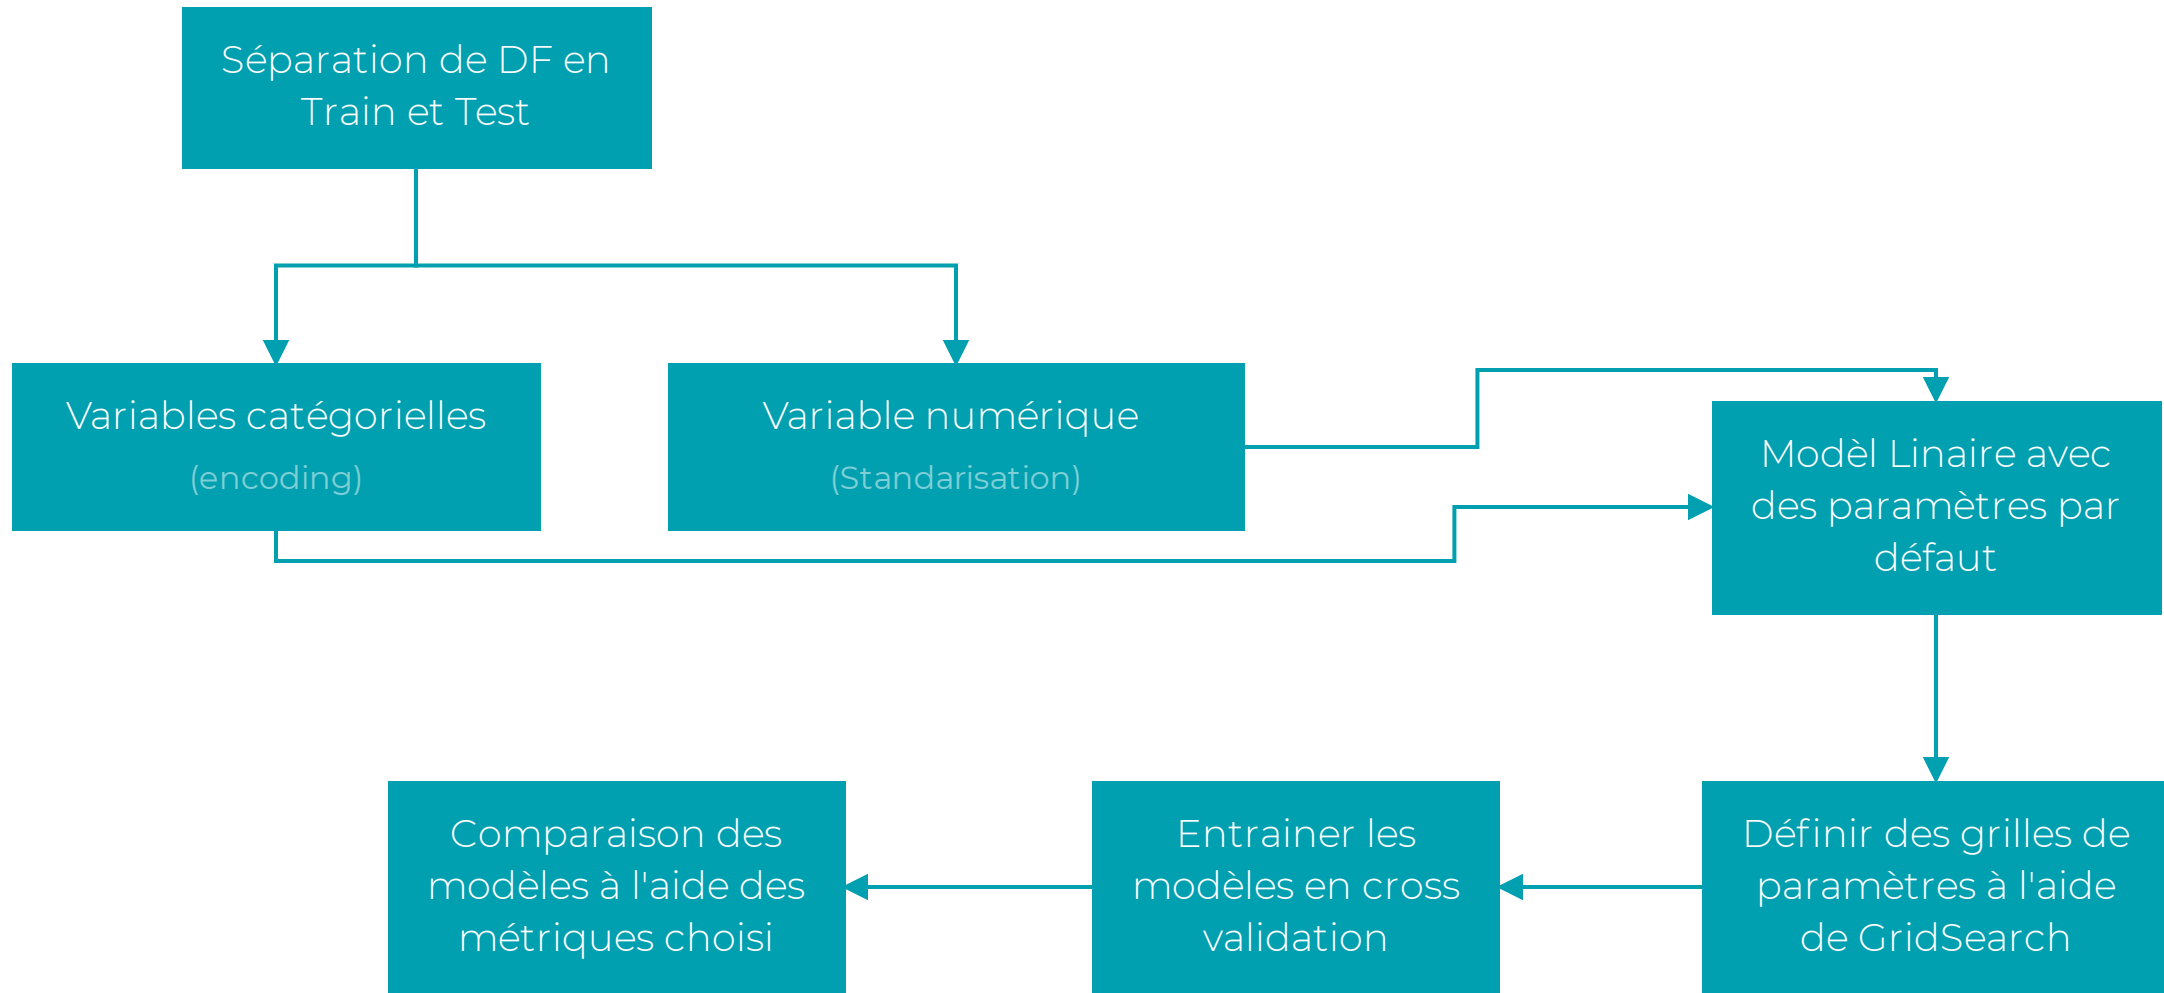 Séparation de DF en
Train et Test
Variables catégorielles
(encoding)
Variable numérique
(Standarisation)
Modèl Linaire avec
des paramètres par
défaut
Définir des grilles de
paramètres à l'aide
de GridSearch
Entrainer les
modèles en cross
validation
Comparaison des
modèles à l'aide des
métriques choisi